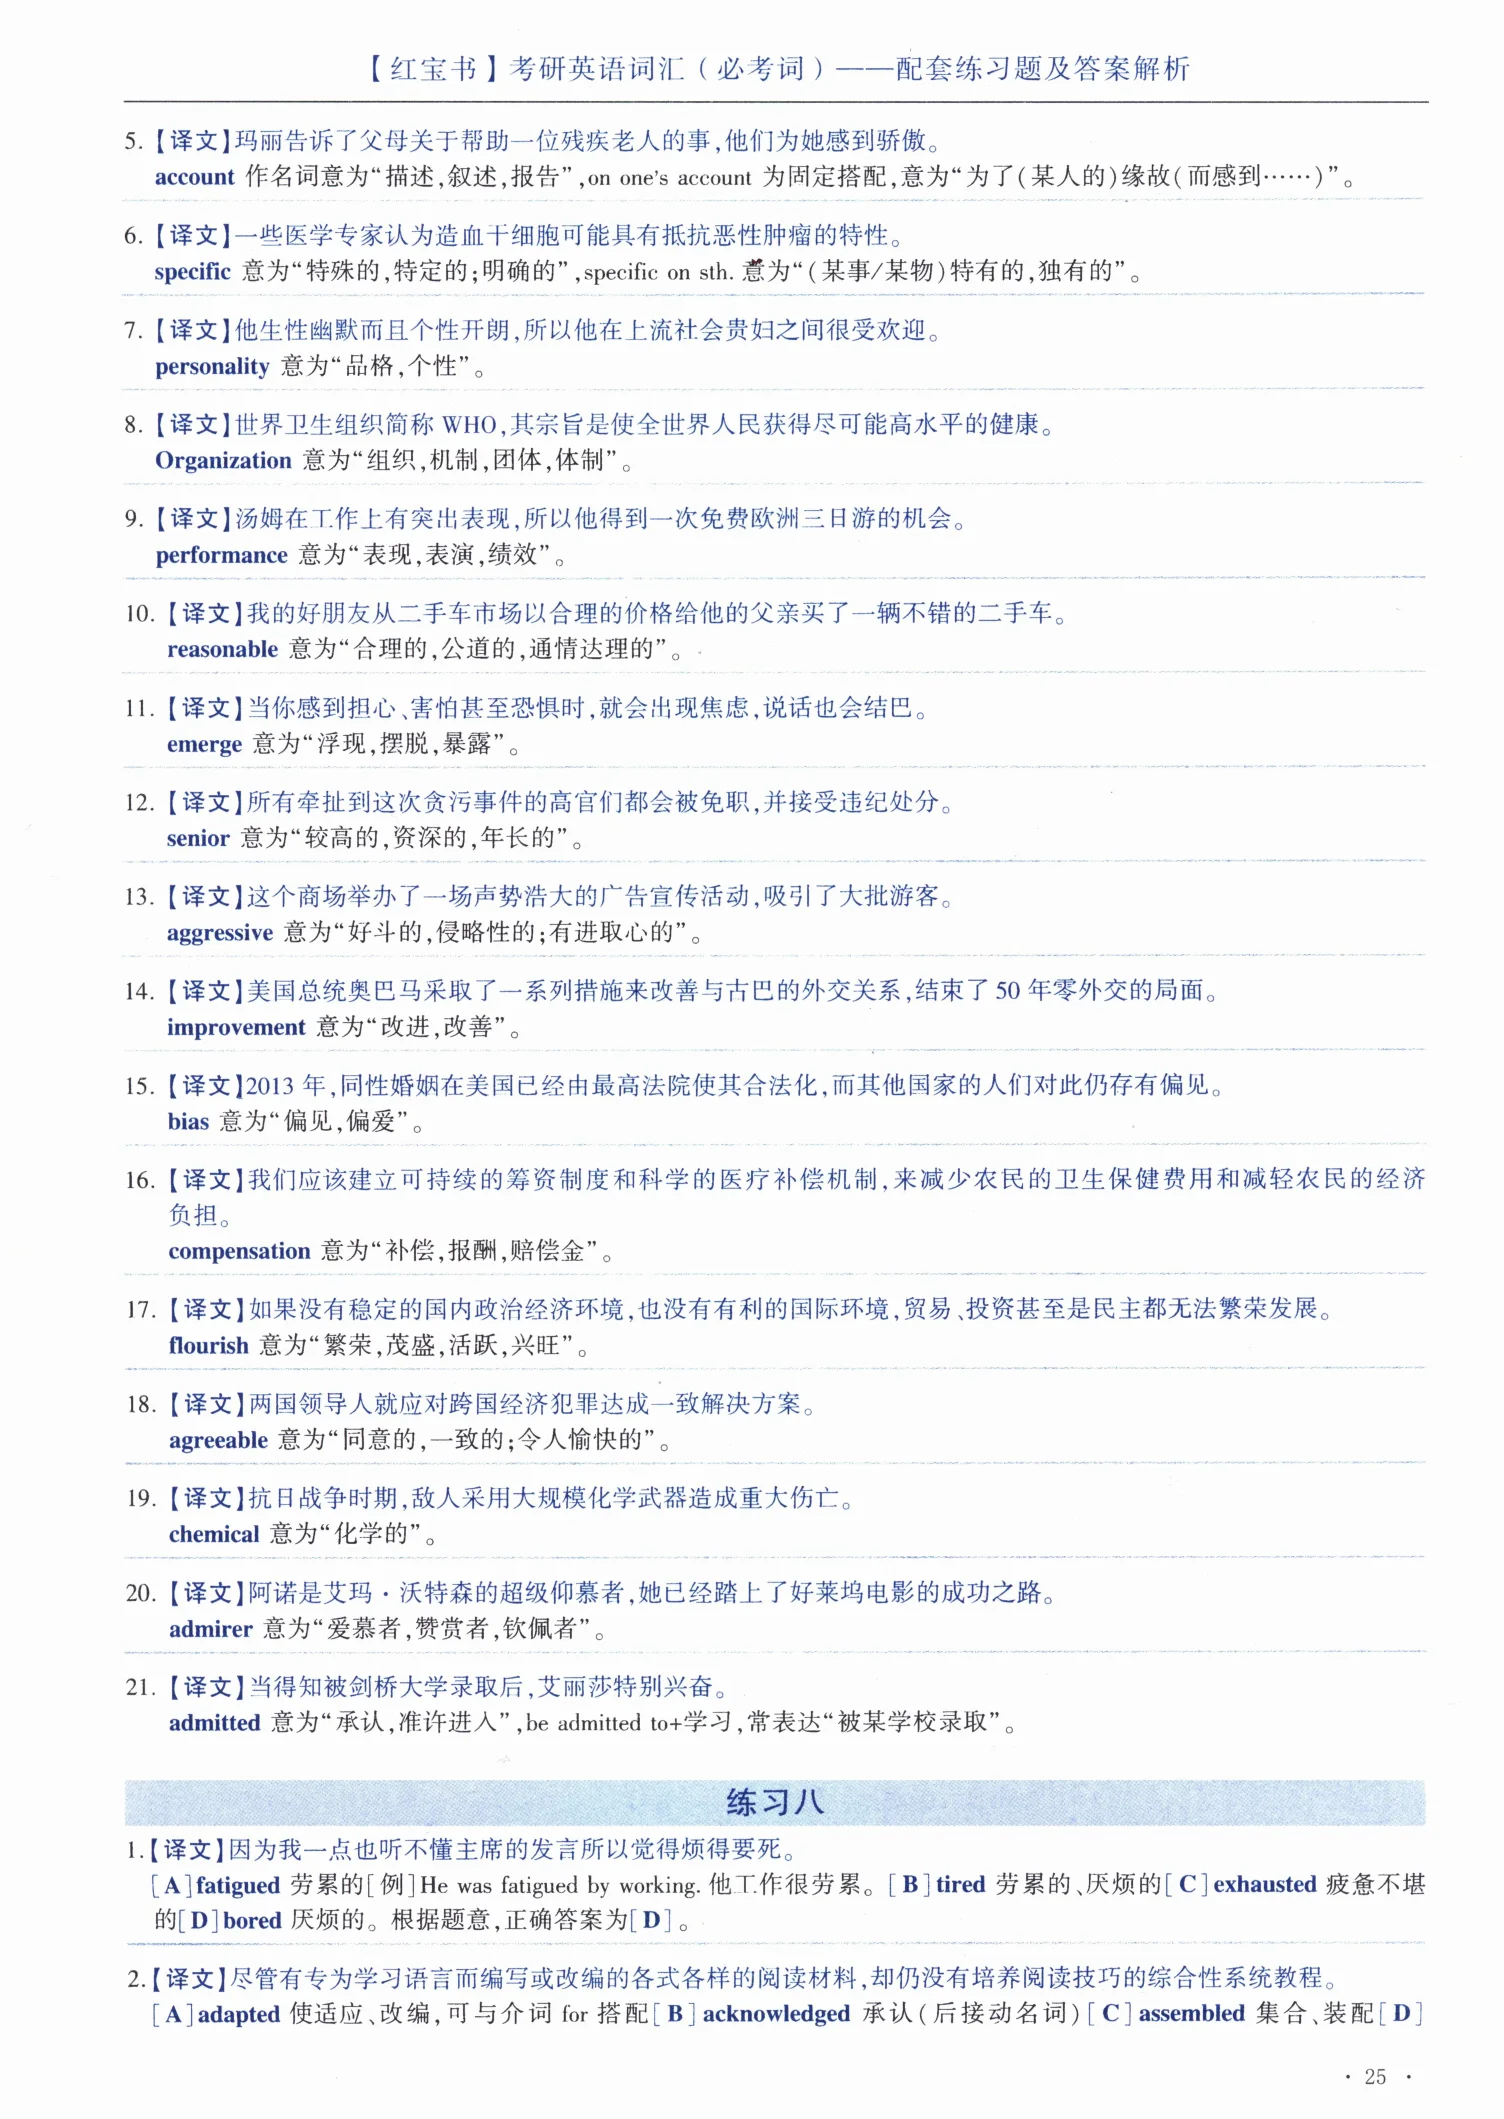 【红宝书】考研英语词汇(必考词)——配套练习题及答案解析
5.【译文】玛丽告诉了父母关于帮助一位残疾老人的事,他们为她感到骄傲。
account 作名词意为“描述,叙述,报告”,on one's account 为固定搭配,意为“为了(某人的)缘故(而感到……)”。
6.【译文】一些医学专家认为造血干细胞可能具有抵抗恶性肿瘤的特性。
specific 意为“特殊的,特定的;明确的”,specific on sth. 意为“(某事/某物)特有的,独有的”。
7.【译文】他生性幽默而且个性开朗,所以他在上流社会贵妇之间很受欢迎。
personality 意为“品格,个性”。
8.【译文】世界卫生组织简称 WHO,其宗旨是使全世界人民获得尽可能高水平的健康。
Organization 意为“组织,机制,团体,体制”。
9.【译文】汤姆在工作上有突出表现,所以他得到一次免费欧洲三日游的机会。
performance 意为“表现,表演,绩效”。
10.【译文】我的好朋友从二手车市场以合理的价格给他的父亲买了一辆不错的二手车。
reasonable 意为“合理的,公道的,通情达理的”。
11.【译文】当你感到担心、害怕甚至恐惧时,就会出现焦虑,说话也会结巴。
emerge 意为“浮现,摆脱,暴露”。
12.【译文】所有牵扯到这次贪污事件的高官们都会被免职,并接受违纪处分。
senior 意为“较高的,资深的,年长的”。
13.【译文】这个商场举办了一场声势浩大的广告宣传活动,吸引了大批游客。
aggressive 意为“好斗的,侵略性的;有进取心的”。
14.【译文】美国总统奥巴马采取了一系列措施来改善与古巴的外交关系,结束了 50 年零外交的局面。
improvement 意为“改进,改善”。
15.【译文】2013 年,同性婚姻在美国已经由最高法院使其合法化,而其他国家的人们对此仍存有偏见。
bias 意为“偏见,偏爱”。
16.【译文】我们应该建立可持续的筹资制度和科学的医疗补偿机制,来减少农民的卫生保健费用和减轻农民的经济
负担。
compensation 意为“补偿,报酬,赔偿金”。
17.【译文】如果没有稳定的国内政治经济环境,也没有有利的国际环境,贸易、投资甚至是民主都无法繁荣发展。
flourish 意为“繁荣,茂盛,活跃,兴旺”。
18.【译文】两国领导人就应对跨国经济犯罪达成一致解决方案。
agreeable 意为“同意的,一致的;令人愉快的”。
19.【译文】抗日战争时期,敌人采用大规模化学武器造成重大伤亡。
chemical 意为“化学的”。
20.【译文】阿诺是艾玛·沃特森的超级仰慕者,她已经踏上了好莱坞电影的成功之路。
admirer 意为“爱慕者,赞赏者,钦佩者”。
21.【译文】当得知被剑桥大学录取后,艾丽莎特别兴奋。
admitted 意为“承认,准许进入”,be admitted to+学习,常表达“被某学校录取”。
练习八
1.【译文】因为我一点也听不懂主席的发言所以觉得烦得要死。
[A]fatigued 劳累的[例]He was fatigued by working. 他工作很劳累。[B]tired 劳累的、厌烦的[C]exhausted 疲惫不堪
的[D]bored 厌烦的。根据题意,正确答案为[D]。
2.【译文】尽管有专为学习语言而编写或改编的各式各样的阅读材料,却仍没有培养阅读技巧的综合性系统教程。
[A]adapted 使适应、改编,可与介词 for 搭配[B]acknowledged 承认(后接动名词)[C]assembled 集合、装配[D]
· 25 ·